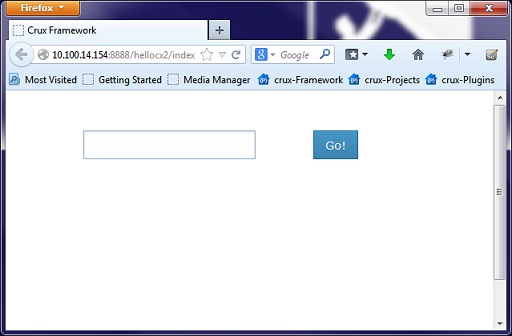 Firefox
Crux Framework
10.100.14.154:8888/hellocx2/index
Google
Most Visited Getting Started Media Manager crux-Framework crux-Projects crux-Plugins
Go!